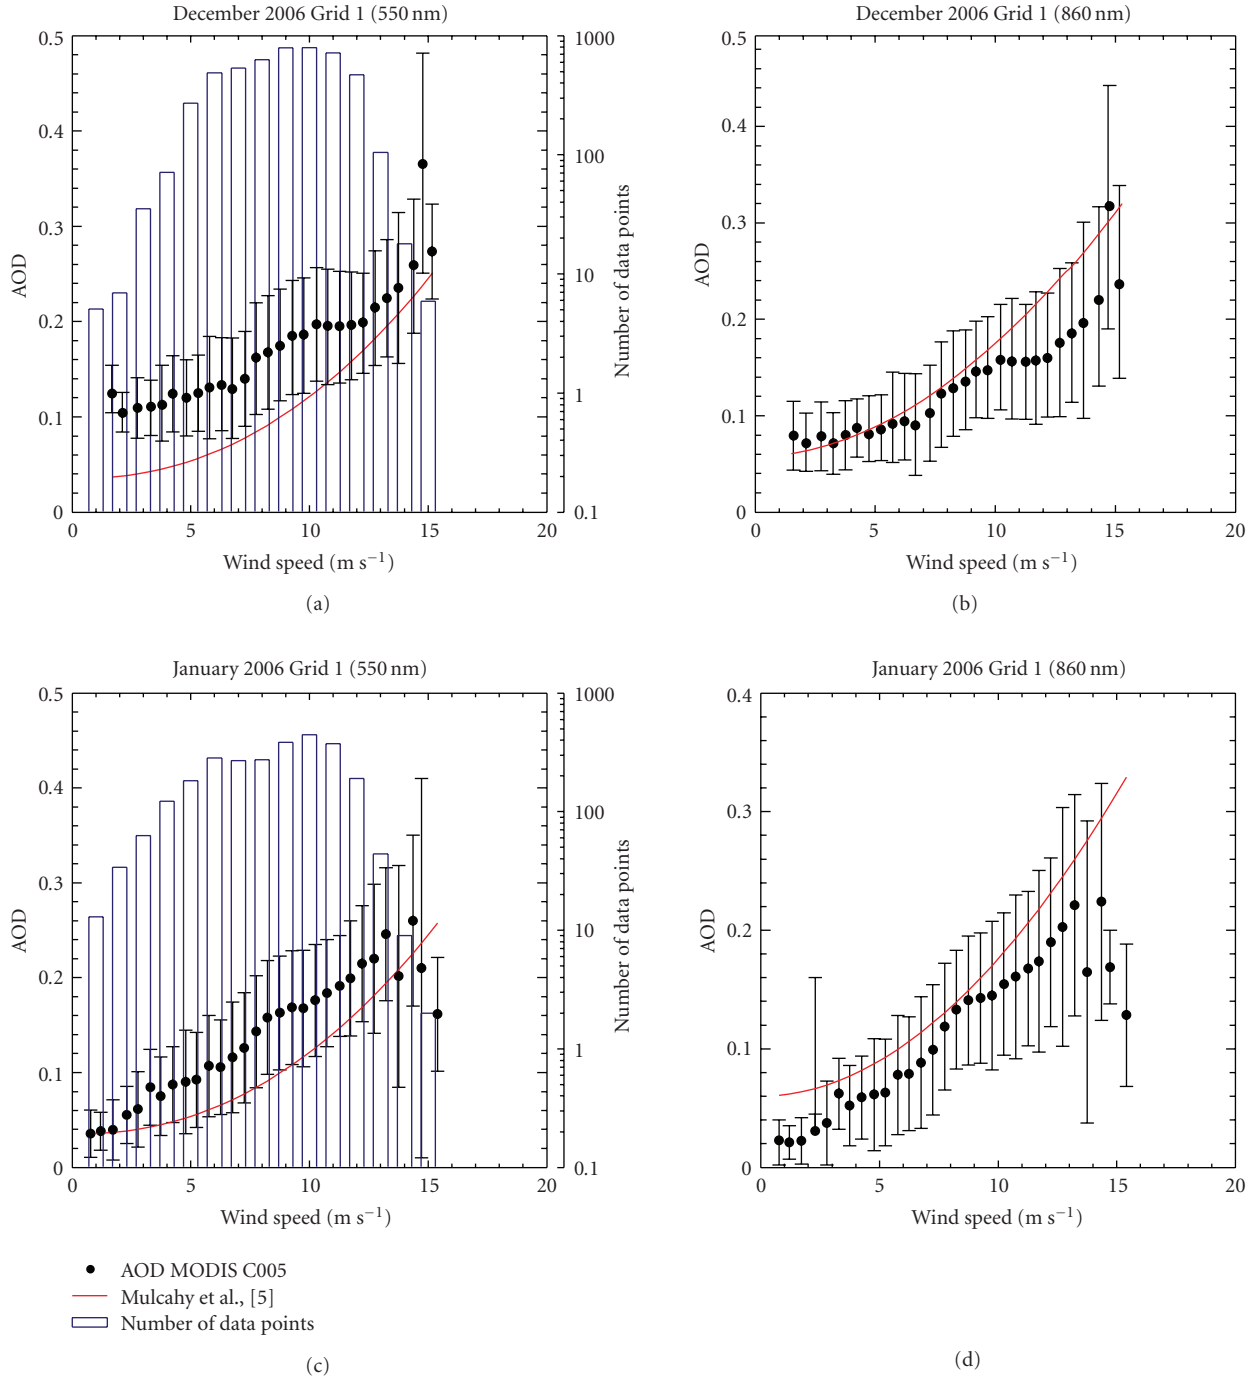 December 2006 Grid 1 (550 nm)
0.5
0.4
0.3
0.2
0.1
0
AOD
1000
100
10
1
0.1
Number of data points
0 5 10 15 20
Wind speed (m s−1)
(a)
December 2006 Grid 1 (860 nm)
0.5
0.4
0.3
0.2
0.1
0
AOD
0 5 10 15 20
Wind speed (m s−1)
(b)
January 2006 Grid 1 (550 nm)
0.5
0.4
0.3
0.2
0.1
0
AOD
1000
100
10
1
0.1
Number of data points
0 5 10 15 20
Wind speed (m s−1)
AOD MODIS C005
Mulcahy et al., [5]
Number of data points
(c)
January 2006 Grid 1 (860 nm)
0.4
0.3
0.2
0.1
0
AOD
0 5 10 15 20
Wind speed (m s−1)
(d)